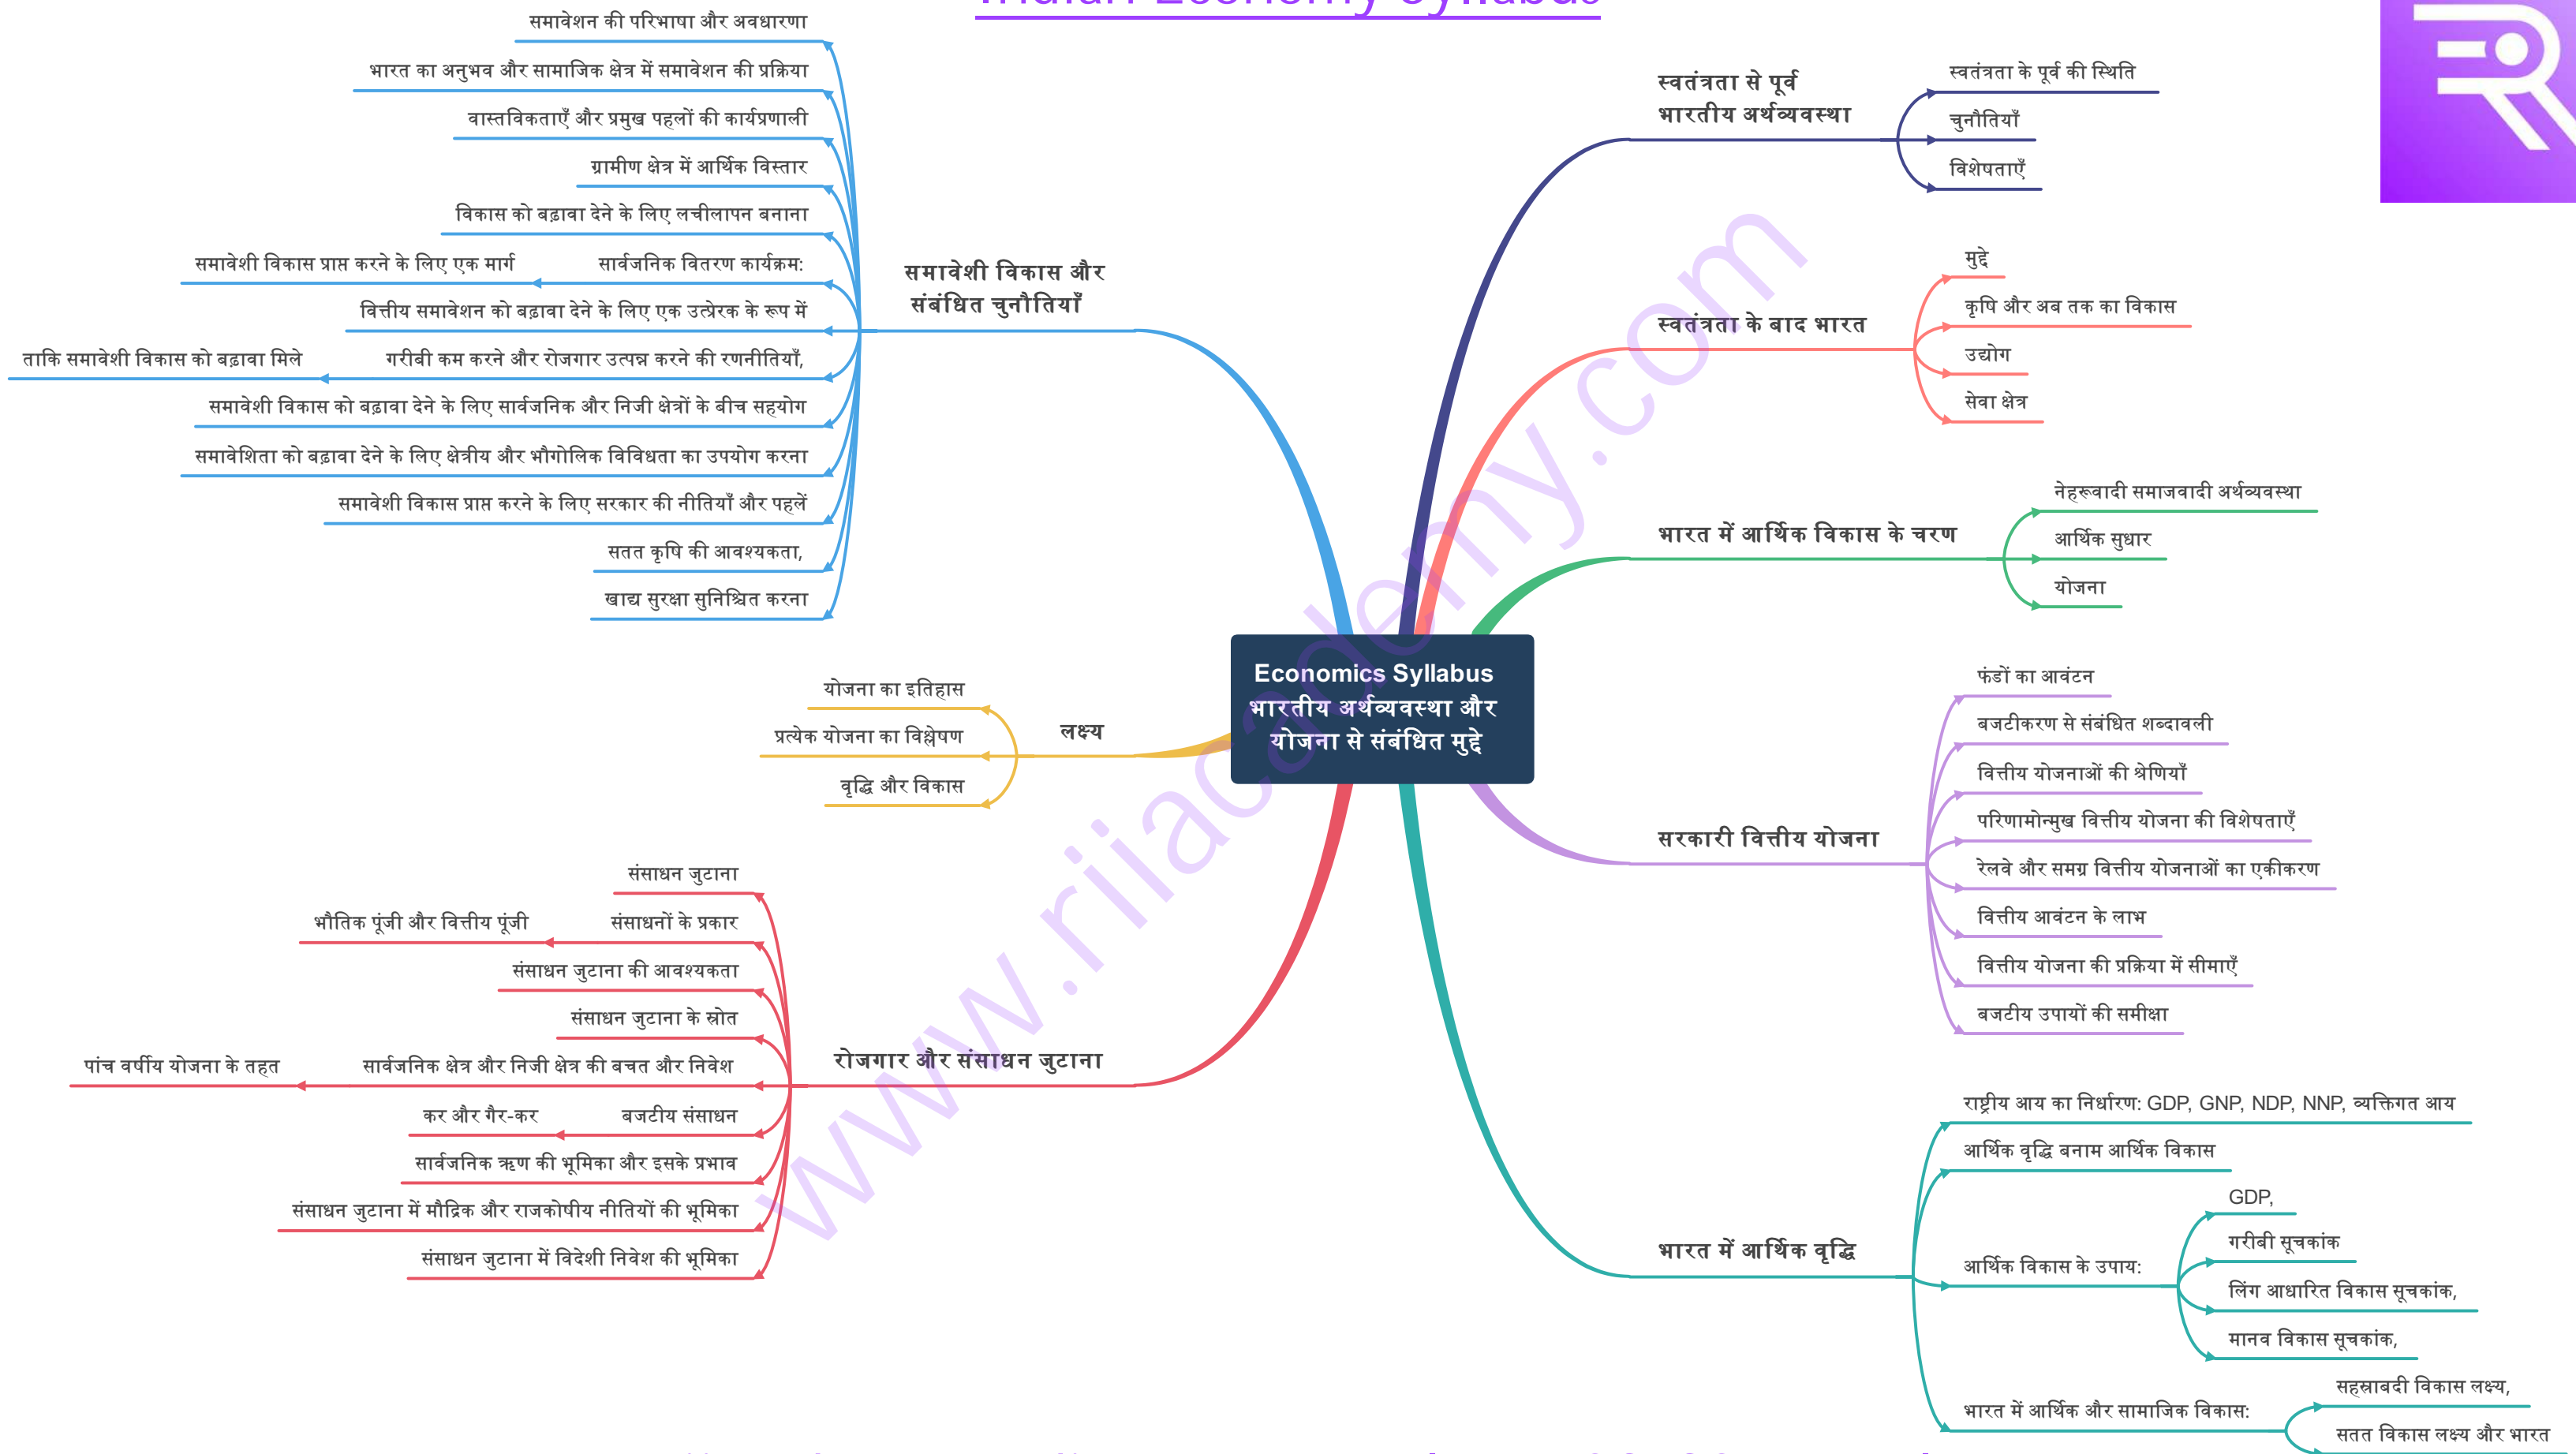 Indian Economy Syllabus
Economics Syllabus
भारतीय अर्थव्यवस्था और
योजना से संबंधित मुद्दे
स्वतंत्रता से पूर्व
भारतीय अर्थव्यवस्था
स्वतंत्रता के पूर्व की स्थिति
चुनौतियाँ
विशेषताएँ
स्वतंत्रता के बाद भारत
मुद्दे
कृषि और अब तक का विकास
उद्योग
सेवा क्षेत्र
भारत में आर्थिक विकास के चरण
नेहरूवादी समाजवादी अर्थव्यवस्था
आर्थिक सुधार
योजना
सरकारी वित्तीय योजना
फंडों का आवंटन
बजटीकरण से संबंधित शब्दावली
वित्तीय योजनाओं की श्रेणियाँ
परिणामोन्मुख वित्तीय योजना की विशेषताएँ
रेलवे और समग्र वित्तीय योजनाओं का एकीकरण
वित्तीय आवंटन के लाभ
वित्तीय योजना की प्रक्रिया में सीमाएँ
बजटीय उपायों की समीक्षा
भारत में आर्थिक वृद्धि
राष्ट्रीय आय का निर्धारण: GDP, GNP, NDP, NNP, व्यक्तिगत आय
आर्थिक वृद्धि बनाम आर्थिक विकास
आर्थिक विकास के उपाय:
GDP,
गरीबी सूचकांक
लिंग आधारित विकास सूचकांक,
मानव विकास सूचकांक,
भारत में आर्थिक और सामाजिक विकास:
सहस्राबदी विकास लक्ष्य,
सतत विकास लक्ष्य और भारत
समावेशी विकास और
संबंधित चुनौतियाँ
समावेशन की परिभाषा और अवधारणा
भारत का अनुभव और सामाजिक क्षेत्र में समावेशन की प्रक्रिया
वास्तविकताएँ और प्रमुख पहलों की कार्यप्रणाली
ग्रामीण क्षेत्र में आर्थिक विस्तार
विकास को बढ़ावा देने के लिए लचीलापन बनाना
सार्वजनिक वितरण कार्यक्रम:
समावेशी विकास प्राप्त करने के लिए एक मार्ग
वित्तीय समावेशन को बढ़ावा देने के लिए एक उत्प्रेरक के रूप में
गरीबी कम करने और रोजगार उत्पन्न करने की रणनीतियाँ,
ताकि समावेशी विकास को बढ़ावा मिले
समावेशी विकास को बढ़ावा देने के लिए सार्वजनिक और निजी क्षेत्रों के बीच सहयोग
समावेशिता को बढ़ावा देने के लिए क्षेत्रीय और भौगोलिक विविधता का उपयोग करना
समावेशी विकास प्राप्त करने के लिए सरकार की नीतियाँ और पहलें
सतत कृषि की आवश्यकता,
खाद्य सुरक्षा सुनिश्चित करना
लक्ष्य
योजना का इतिहास
प्रत्येक योजना का विश्लेषण
वृद्धि और विकास
रोजगार और संसाधन जुटाना
संसाधन जुटाना
संसाधनों के प्रकार
भौतिक पूंजी और वित्तीय पूंजी
संसाधन जुटाना की आवश्यकता
संसाधन जुटाना के स्रोत
सार्वजनिक क्षेत्र और निजी क्षेत्र की बचत और निवेश
पांच वर्षीय योजना के तहत
बजटीय संसाधन
कर और गैर-कर
सार्वजनिक ऋण की भूमिका और इसके प्रभाव
संसाधन जुटाना में मौद्रिक और राजकोषीय नीतियों की भूमिका
संसाधन जुटाना में विदेशी निवेश की भूमिका
www.riiacademy.com